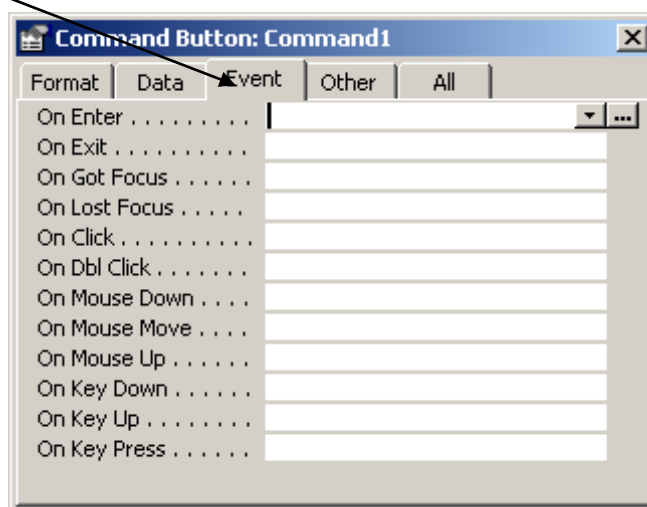 Command Button: Command1
Format Data Event Other All
On Enter . . . . . . . . . ...
On Exit . . . . . . . . . .
On Got Focus . . . . . .
On Lost Focus . . . . .
On Click . . . . . . . . . .
On Dbl Click . . . . . . .
On Mouse Down . . . .
On Mouse Move . . . .
On Mouse Up . . . . . .
On Key Down . . . . . .
On Key Up . . . . . . . .
On Key Press . . . . . .